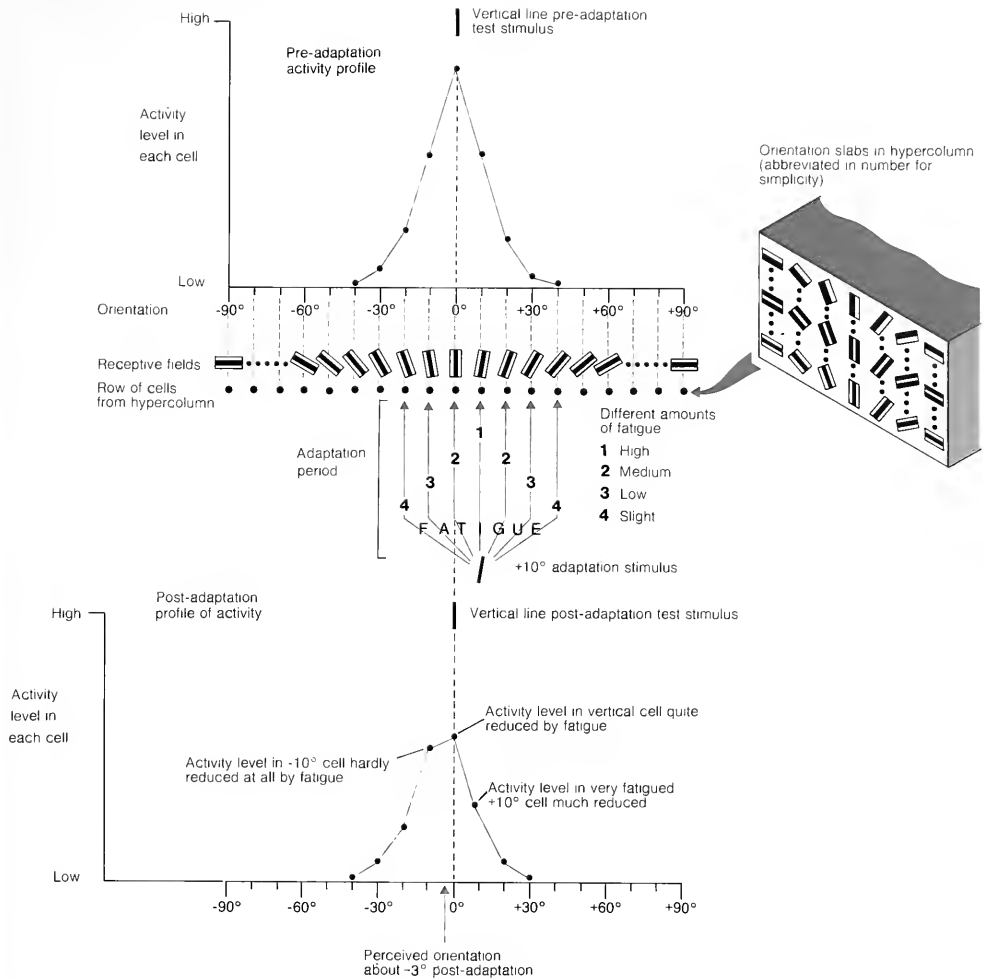 Vertical line pre-adaptation
test stimulus
High
Pre-adaptation
activity profile
Activity
level in
each cell
Orientation slabs in hypercolumn
(abbreviated in number for
simplicity)
Low
Orientation
-90° -60° -30° 0° +30° +60° +90°
Receptive fields
Row of cells
from hypercolumn
Adaptation
period
1
2 2
3 3
4 4
FATIGUE
Different amounts
of fatigue
1 High
2 Medium
3 Low
4 Slight
+10° adaptation stimulus
Post-adaptation
profile of activity
High
Vertical line post-adaptation test stimulus
Activity
level in
each cell
Activity level in vertical cell quite
reduced by fatigue
Activity level in -10° cell hardly
reduced at all by fatigue
Activity level in very fatigued
+10° cell much reduced
Low
-90° -60° -30° 0° +30° +60° +90°
Perceived orientation
about -3° post-adaptation